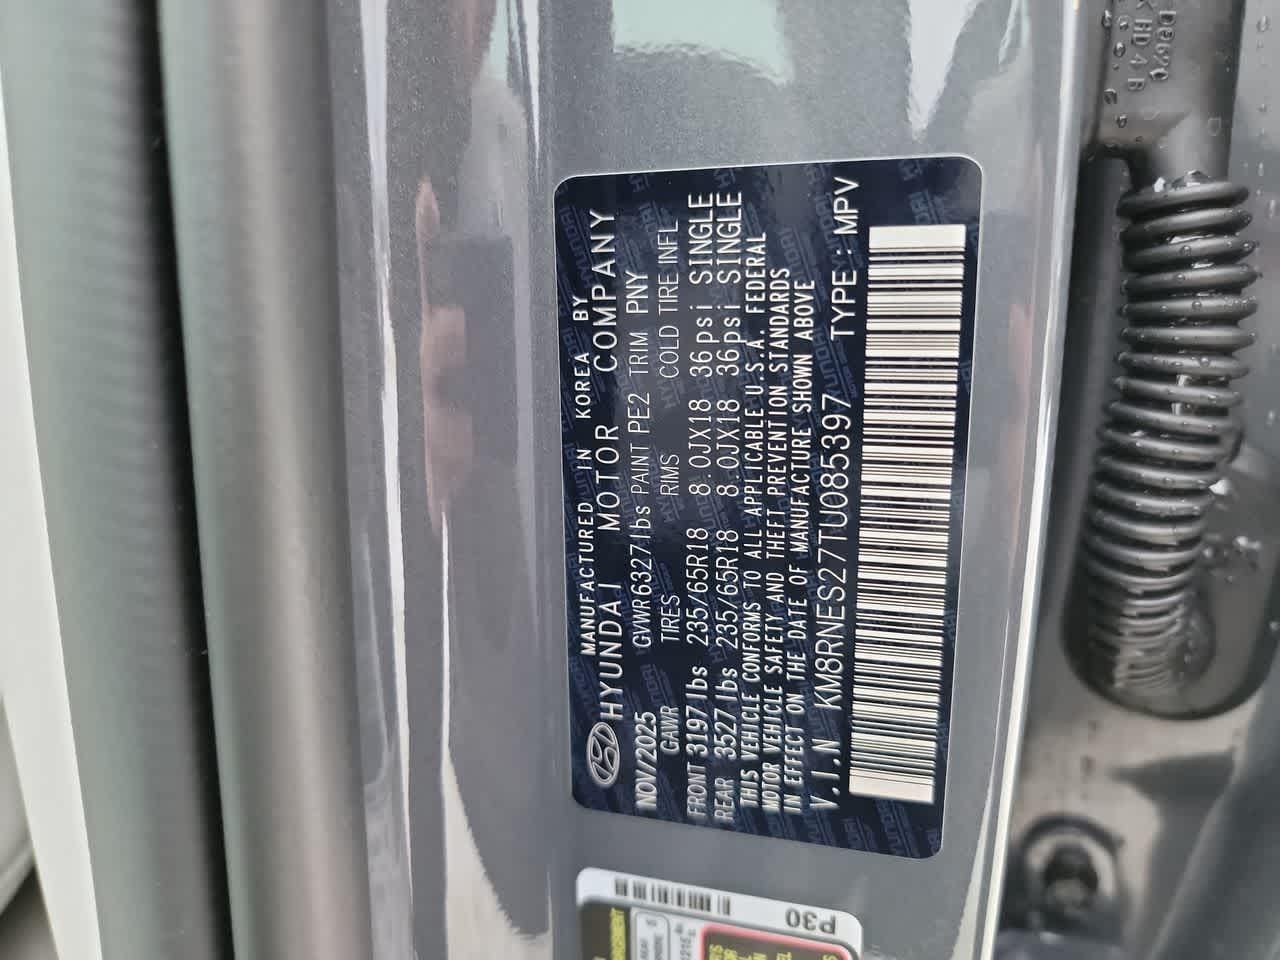 MANUFACTURED IN KOREA BY
HYUNDAI MOTOR COMPANY
NOV/2025 GVWR 6327lbs PAINT PE2 TRIM PNY
GAWR TIRES RIMS COLD TIRE INFL
FRONT 3197lbs 235/65R18 8.0JX18 36psi SINGLE
REAR 3527lbs 235/65R18 8.0JX18 36psi SINGLE
THIS VEHICLE CONFORMS TO ALL APPLICABLE U.S.A. FEDERAL
MOTOR VEHICLE SAFETY AND THEFT PREVENTION STANDARDS
IN EFFECT ON THE DATE OF MANUFACTURE SHOWN ABOVE
V.I.N KM8RNES27TU085397 TYPE : MPV
P30